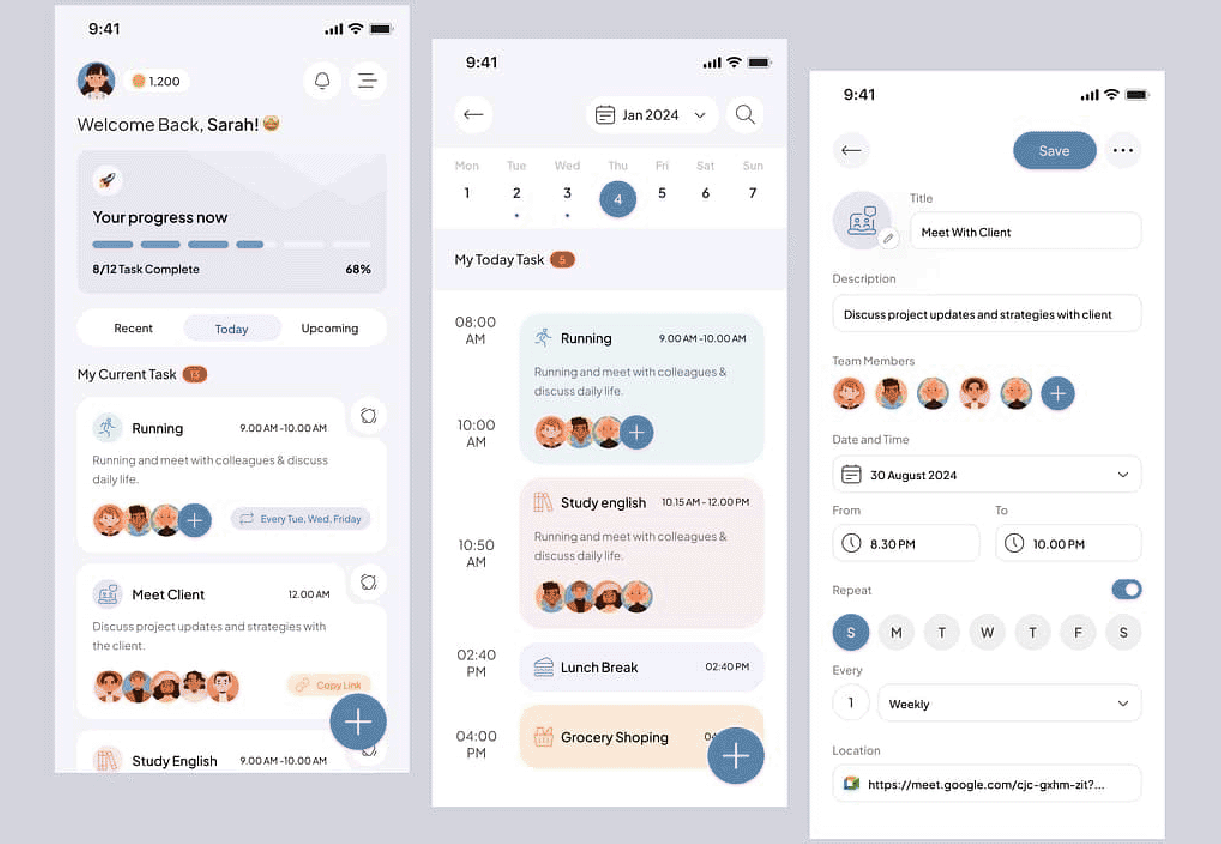 9:41
1,200
Welcome Back, Sarah!
Your progress now
8/12 Task Complete 68%
Recent Today Upcoming
My Current Task 13
Running 9.00 AM -10.00 AM
Running and meet with colleagues & discuss
daily life.
Every Tue, Wed, Friday
Meet Client 12.00 AM
Discuss project updates and strategies with
the client.
Copy Link
Study English 9.00 AM -10.00 AM
9:41
Jan 2024
Mon Tue Wed Thu Fri Sat Sun
1 2 3 4 5 6 7
My Today Task 5
08:00
AM
Running 9.00 AM -10.00 AM
Running and meet with colleagues &
discuss daily life.
10:00
AM
Study english 10.15 AM - 12.00 PM
Running and meet with colleagues &
discuss daily life.
10:50
AM
02:40
PM
Lunch Break 02:40 PM
04:00
PM
Grocery Shoping
9:41
Save
Title
Meet With Client
Description
Discuss project updates and strategies with client
Team Members
Date and Time
30 August 2024
From To
8.30 PM 10.00 PM
Repeat
S M T W T F S
Every
1 Weekly
Location
https://meet.google.com/cjc-gxhm-zit?...